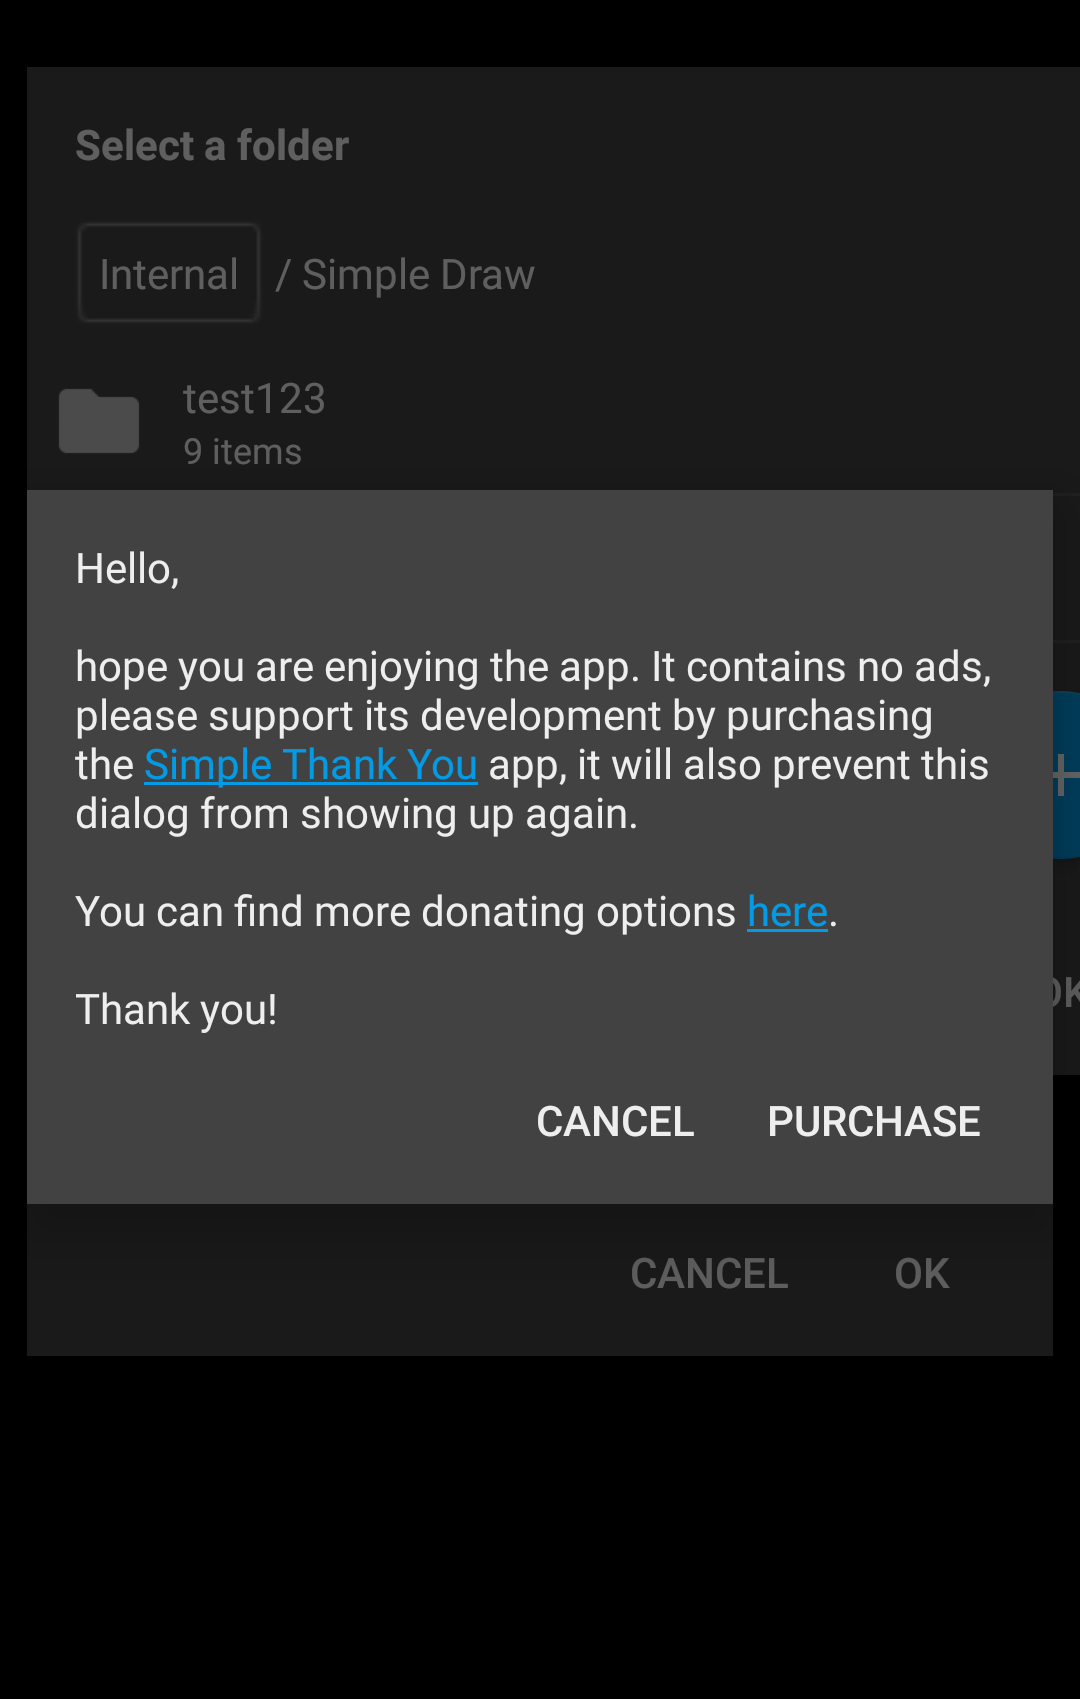 Select a folder
Internal / Simple Draw
test123
9 items
Hello,
hope you are enjoying the app. It contains no ads,
please support its development by purchasing
the Simple Thank You app, it will also prevent this
dialog from showing up again.
You can find more donating options here.
Thank you!
CANCEL PURCHASE
CANCEL OK